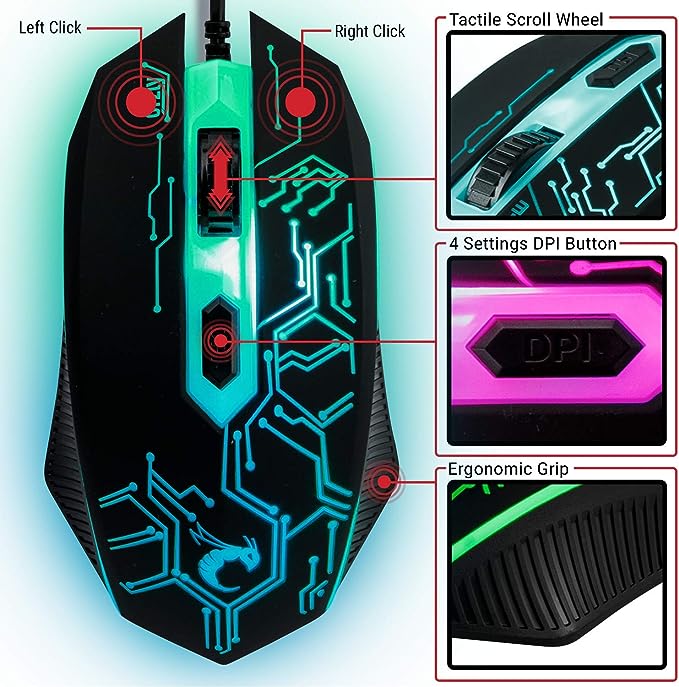 Left Click
Right Click
Tactile Scroll Wheel
4 Settings DPI Button
DPI
Ergonomic Grip